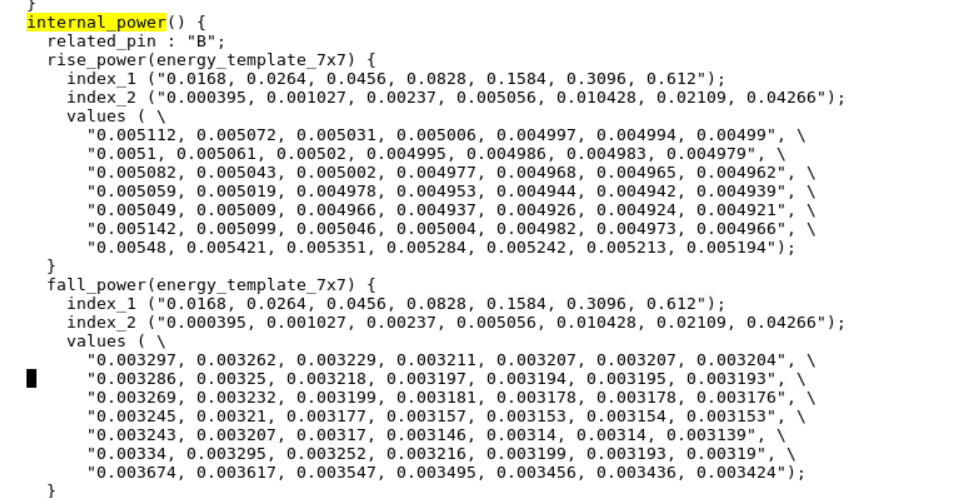 }
internal_power() {
related_pin : "B";
rise_power(energy_template_7x7) {
index_1 ("0.0168, 0.0264, 0.0456, 0.0828, 0.1584, 0.3096, 0.612");
index_2 ("0.000395, 0.001027, 0.00237, 0.005056, 0.010428, 0.02109, 0.04266");
values ( \
"0.005112, 0.005072, 0.005031, 0.005006, 0.004997, 0.004994, 0.00499", \
"0.0051, 0.005061, 0.00502, 0.004995, 0.004986, 0.004983, 0.004979", \
"0.005082, 0.005043, 0.005002, 0.004977, 0.004968, 0.004965, 0.004962", \
"0.005059, 0.005019, 0.004978, 0.004953, 0.004944, 0.004942, 0.004939", \
"0.005049, 0.005009, 0.004966, 0.004937, 0.004926, 0.004924, 0.004921", \
"0.005142, 0.005099, 0.005046, 0.005004, 0.004982, 0.004973, 0.004966", \
"0.00548, 0.005421, 0.005351, 0.005284, 0.005242, 0.005213, 0.005194");
}
fall_power(energy_template_7x7) {
index_1 ("0.0168, 0.0264, 0.0456, 0.0828, 0.1584, 0.3096, 0.612");
index_2 ("0.000395, 0.001027, 0.00237, 0.005056, 0.010428, 0.02109, 0.04266");
values ( \
"0.003297, 0.003262, 0.003229, 0.003211, 0.003207, 0.003207, 0.003204", \
"0.003286, 0.00325, 0.003218, 0.003197, 0.003194, 0.003195, 0.003193", \
"0.003269, 0.003232, 0.003199, 0.003181, 0.003178, 0.003178, 0.003176", \
"0.003245, 0.00321, 0.003177, 0.003157, 0.003153, 0.003154, 0.003153", \
"0.003243, 0.003207, 0.00317, 0.003146, 0.00314, 0.00314, 0.003139", \
"0.00334, 0.003295, 0.003252, 0.003216, 0.003199, 0.003193, 0.00319", \
"0.003674, 0.003617, 0.003547, 0.003495, 0.003456, 0.003436, 0.003424");
}